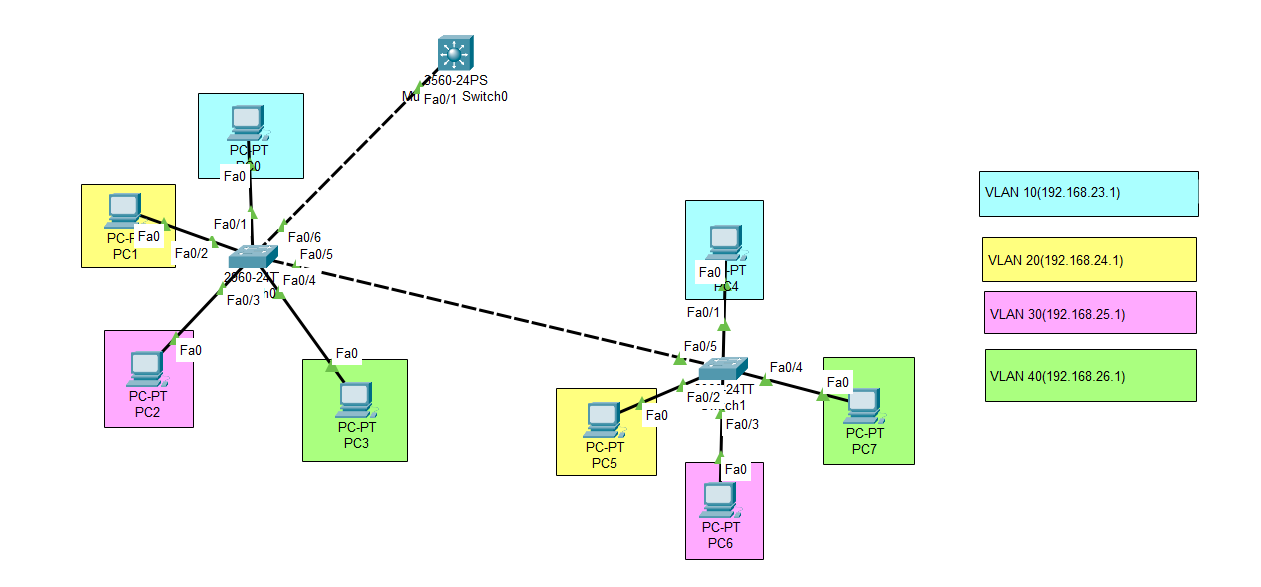 3560-24PS
Fa0/1 Switch0
PC-PT
Fa0
PC1
Fa0
Fa0/1
Fa0/2
Fa0/6
Fa0/5
Fa0/4
Fa0/3
PC-PT
PC2
Fa0
Fa0
PC-PT
PC3
Fa0
Fa0/1
Fa0/5
Fa0/4
Fa0/2
Fa0/3
PC-PT
PC5
Fa0
Fa0
PC-PT
PC6
Fa0
PC-PT
PC7
VLAN 10(192.168.23.1)
VLAN 20(192.168.24.1)
VLAN 30(192.168.25.1)
VLAN 40(192.168.26.1)